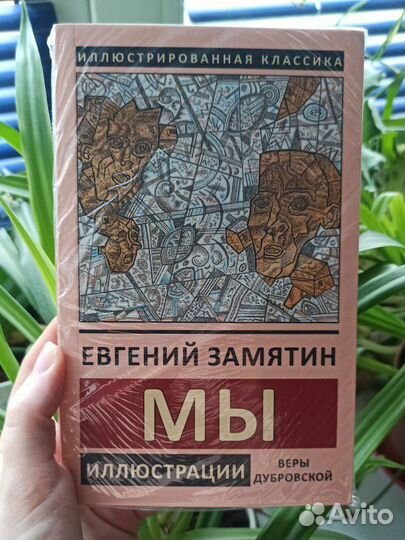 ИЛЛЮСТРИРОВАННАЯ КЛАССИКА
ЕВГЕНИЙ ЗАМЯТИН
МЫ
ИЛЛЮСТРАЦИИ
ВЕРЫ
ДУБРОВСКОЙ
Avito